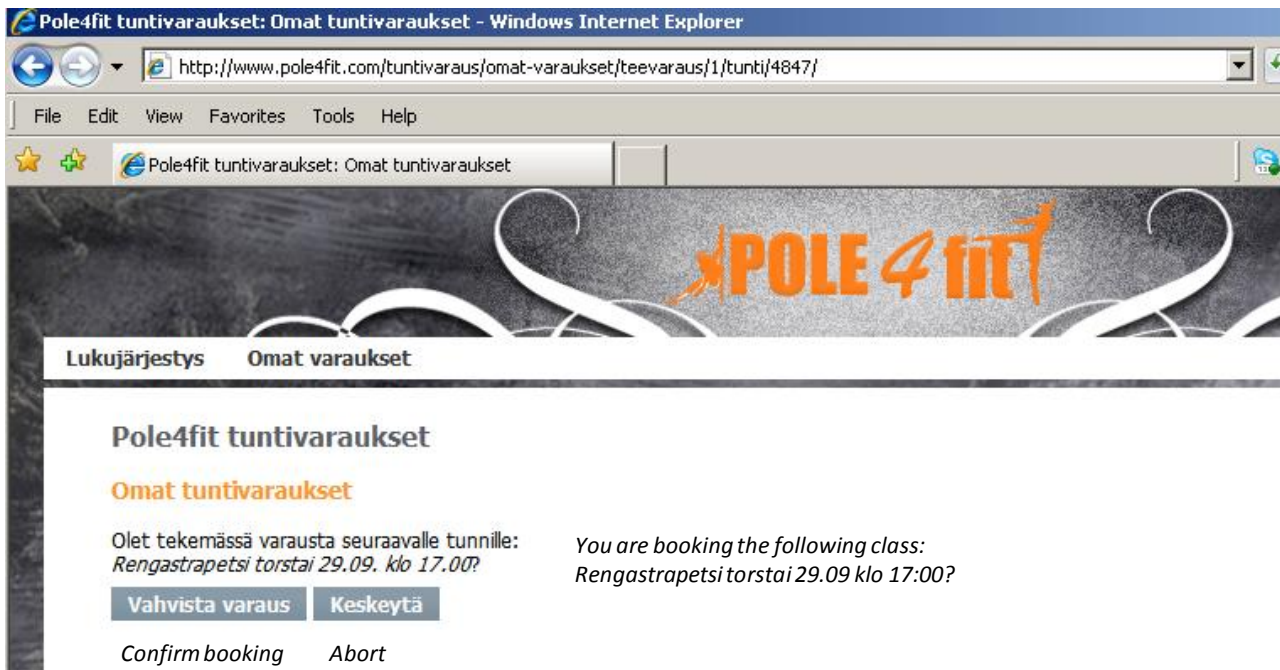 Pole4fit tuntivaraukset: Omat tuntivaraukset - Windows Internet Explorer
http://www.pole4fit.com/tuntivaraus/omat-varaukset/teevaraus/1/tunti/4847/
File Edit View Favorites Tools Help
Pole4fit tuntivaraukset: Omat tuntivaraukset
POLE 4 fit
Lukujärjestys Omat varaukset
Pole4fit tuntivaraukset
Omat tuntivaraukset
Olet tekemässä varausta seuraavalle tunnille:
Rengastrapetsi torstai 29.09. klo 17.00?
You are booking the following class:
Rengastrapetsi torstai 29.09 klo 17:00?
Vahvista varaus Keskeytä
Confirm booking Abort